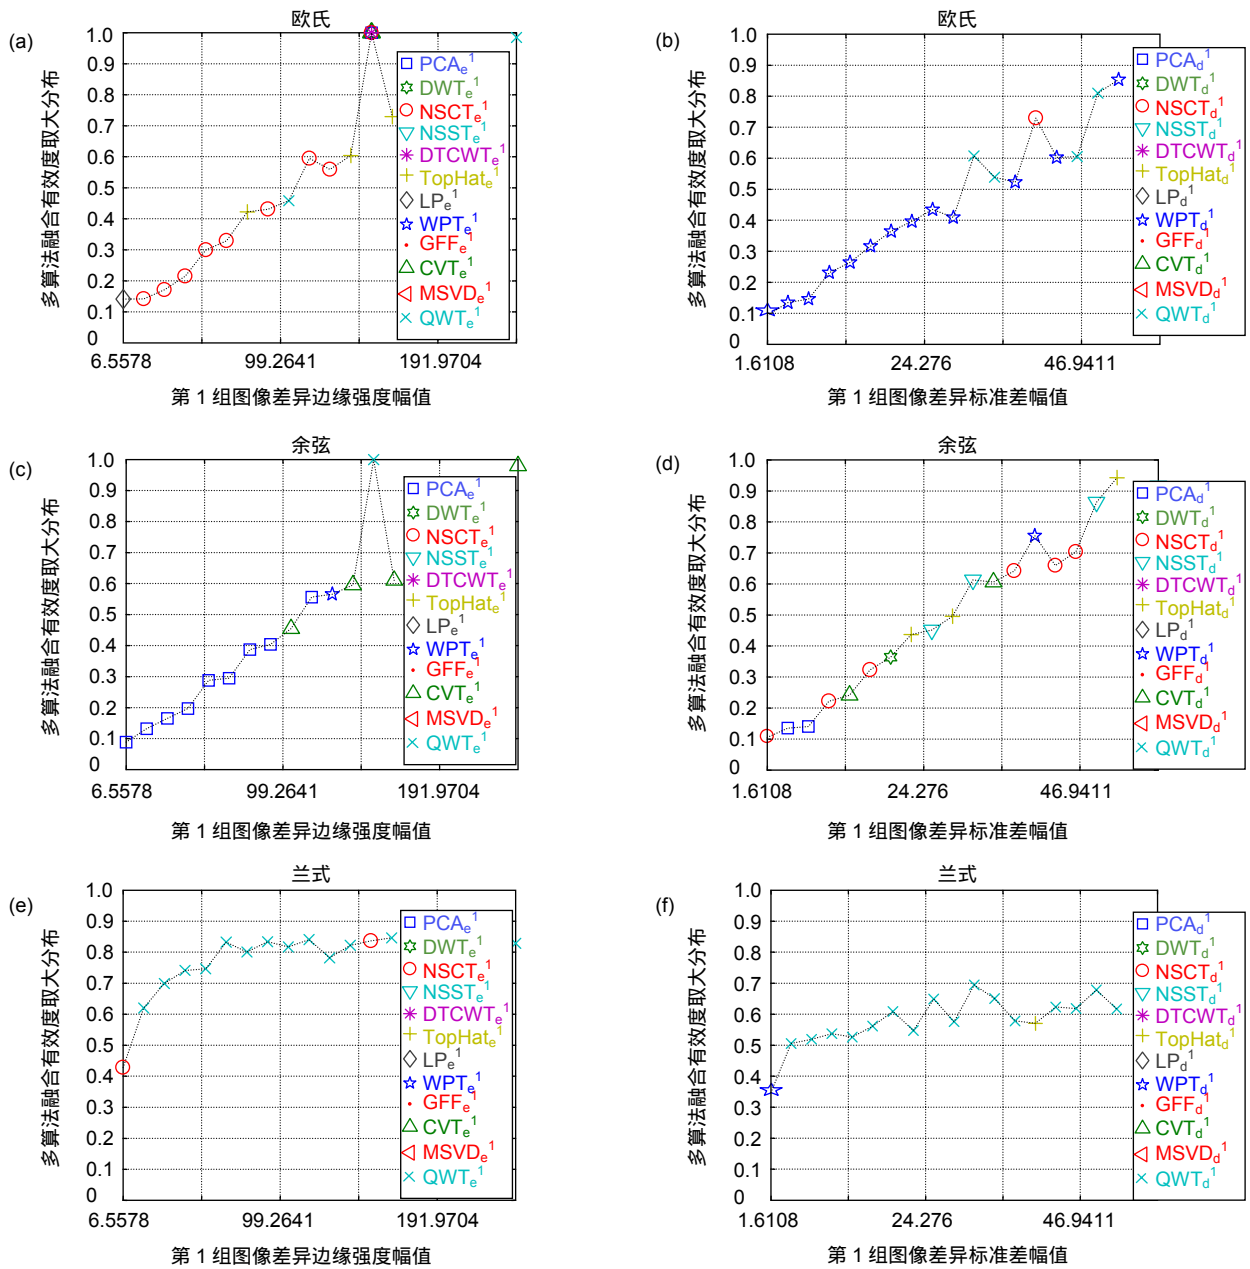 (a)
欧氏
多算法融合有效度取大分布
1.0
0.9
0.8
0.7
0.6
0.5
0.4
0.3
0.2
0.1
0
6.5578 99.2641 191.9704
第 1 组图像差异边缘强度幅值
PCAe1
DWTe1
NSCTe1
NSSTe1
DTCWTe1
TopHate1
LPe1
WPTe1
GFFe1
CVTe1
MSVDe1
QWTe1
(b)
欧氏
多算法融合有效度取大分布
1.0
0.9
0.8
0.7
0.6
0.5
0.4
0.3
0.2
0.1
0
1.6108 24.276 46.9411
第 1 组图像差异标准差幅值
PCAd1
DWTd1
NSCTd1
NSSTd1
DTCWTd1
TopHatd1
LPd1
WPTd1
GFFd1
CVTd1
MSVDd1
QWTd1
(c)
余弦
多算法融合有效度取大分布
1.0
0.9
0.8
0.7
0.6
0.5
0.4
0.3
0.2
0.1
0
6.5578 99.2641 191.9704
第 1 组图像差异边缘强度幅值
PCAe1
DWTe1
NSCTe1
NSSTe1
DTCWTe1
TopHate1
LPe1
WPTe1
GFFe1
CVTe1
MSVDe1
QWTe1
(d)
余弦
多算法融合有效度取大分布
1.0
0.9
0.8
0.7
0.6
0.5
0.4
0.3
0.2
0.1
0
1.6108 24.276 46.9411
第 1 组图像差异标准差幅值
PCAd1
DWTd1
NSCTd1
NSSTd1
DTCWTd1
TopHatd1
LPd1
WPTd1
GFFd1
CVTd1
MSVDd1
QWTd1
(e)
兰式
多算法融合有效度取大分布
1.0
0.9
0.8
0.7
0.6
0.5
0.4
0.3
0.2
0.1
0
6.5578 99.2641 191.9704
第 1 组图像差异边缘强度幅值
PCAe1
DWTe1
NSCTe1
NSSTe1
DTCWTe1
TopHate1
LPe1
WPTe1
GFFe1
CVTe1
MSVDe1
QWTe1
(f)
兰式
多算法融合有效度取大分布
1.0
0.9
0.8
0.7
0.6
0.5
0.4
0.3
0.2
0.1
0
1.6108 24.276 46.9411
第 1 组图像差异标准差幅值
PCAd1
DWTd1
NSCTd1
NSSTd1
DTCWTd1
TopHatd1
LPd1
WPTd1
GFFd1
CVTd1
MSVDd1
QWTd1